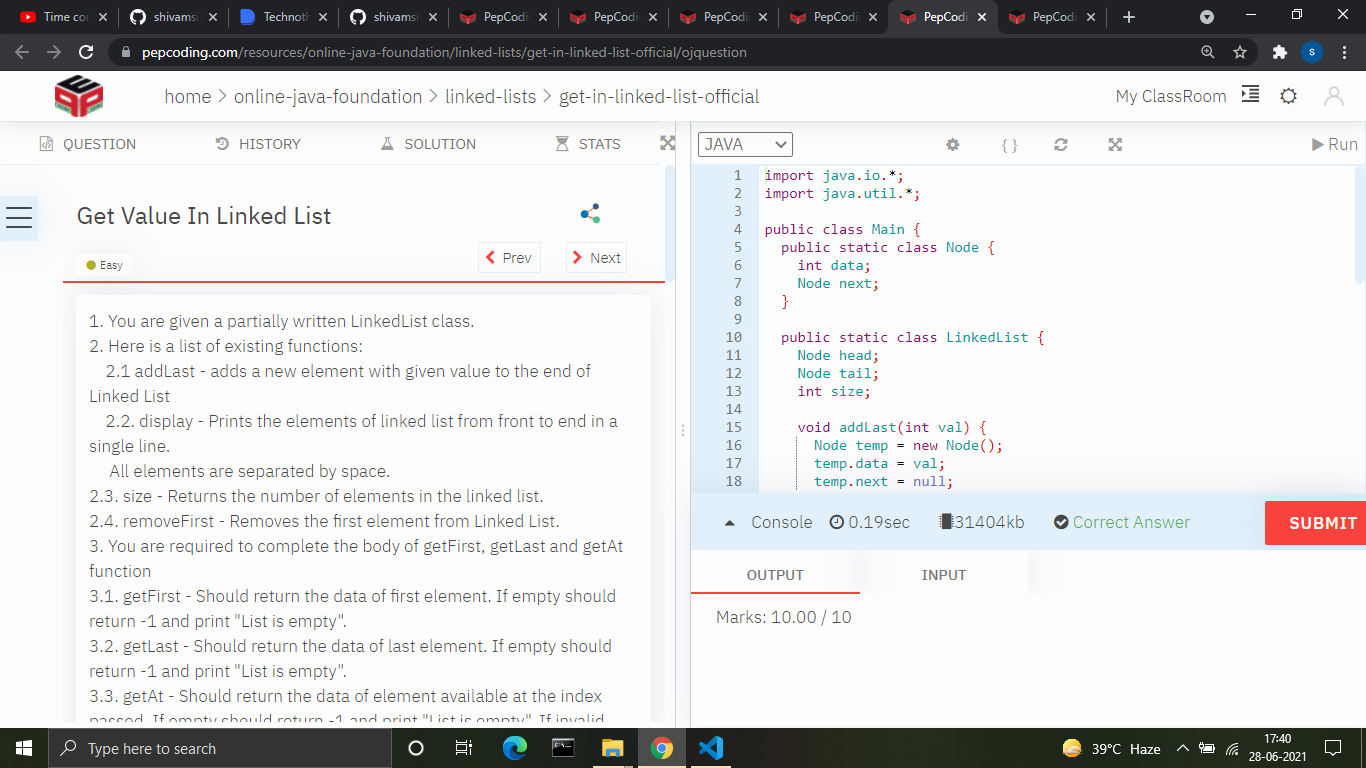 Time co
shivamsi
Technoth
shivamsi
PepCodi
PepCodi
PepCodi
PepCodi
PepCodi
PepCodi
pepcoding.com/resources/online-java-foundation/linked-lists/get-in-linked-list-official/ojquestion
S
home > online-java-foundation > linked-lists > get-in-linked-list-official
My ClassRoom
QUESTION
HISTORY
SOLUTION
STATS
JAVA
{ }
Run
Get Value In Linked List
Easy
Prev
Next
1. You are given a partially written LinkedList class.
2. Here is a list of existing functions:
2.1 addLast - adds a new element with given value to the end of
Linked List
2.2. display - Prints the elements of linked list from front to end in a
single line.
All elements are separated by space.
2.3. size - Returns the number of elements in the linked list.
2.4. removeFirst - Removes the first element from Linked List.
3. You are required to complete the body of getFirst, getLast and getAt
function
3.1. getFirst - Should return the data of first element. If empty should
return -1 and print "List is empty".
3.2. getLast - Should return the data of last element. If empty should
return -1 and print "List is empty".
3.3. getAt - Should return the data of element available at the index
passed. If empty should return -1 and print "List is empty". If invalid
1 import java.io.*;
2 import java.util.*;
3
4 public class Main {
5 public static class Node {
6 int data;
7 Node next;
8 }
9
10 public static class LinkedList {
11 Node head;
12 Node tail;
13 int size;
14
15 void addLast(int val) {
16 Node temp = new Node();
17 temp.data = val;
18 temp.next = null;
Console
0.19sec
31404kb
Correct Answer
SUBMIT
OUTPUT
INPUT
Marks: 10.00 / 10
Type here to search
39°C Haze
17:40
28-06-2021